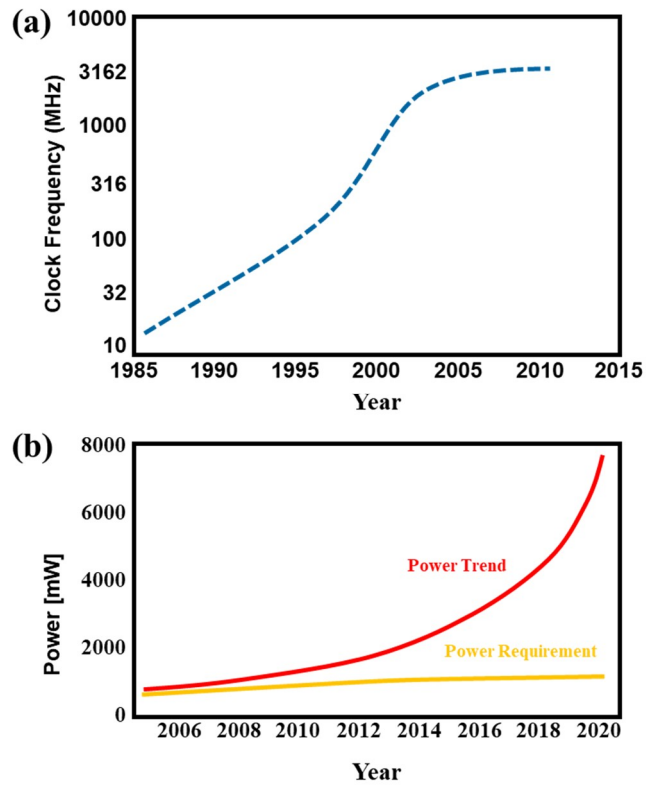 (a)
10000
3162
1000
316
100
32
10
Clock Frequency (MHz)
1985 1990 1995 2000 2005 2010 2015
Year
(b)
8000
6000
4000
2000
0
Power [mW]
Power Trend
Power Requirement
2006 2008 2010 2012 2014 2016 2018 2020
Year